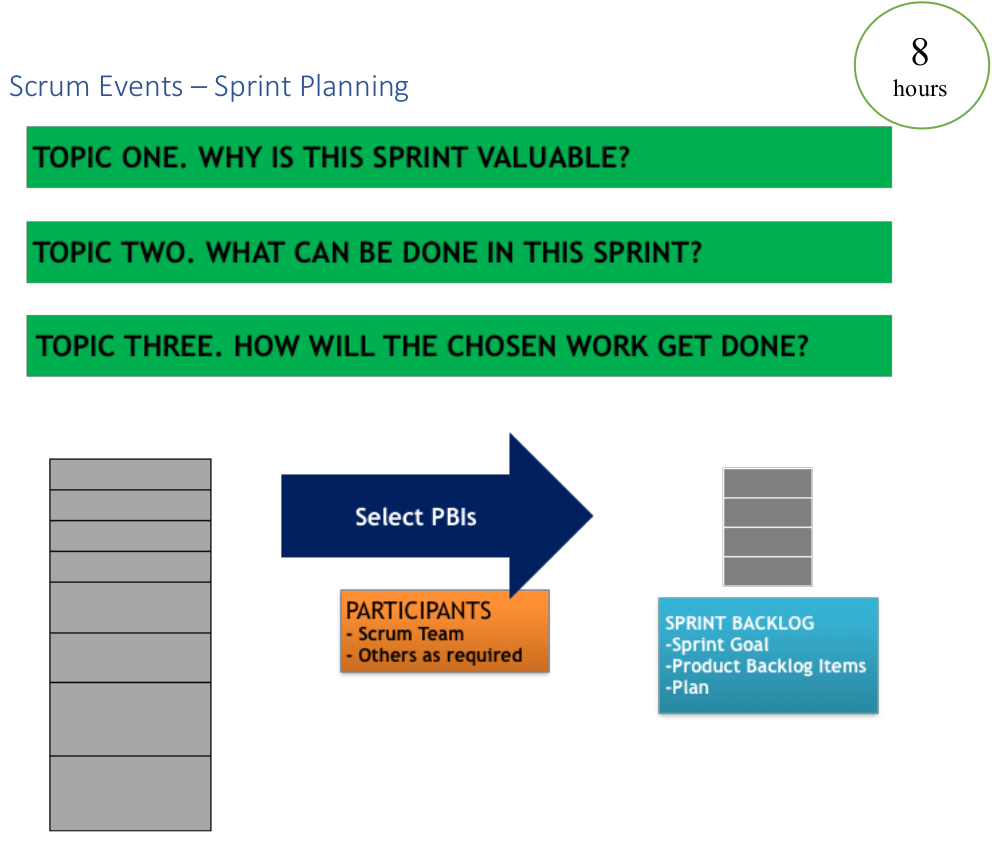 8
hours
Scrum Events – Sprint Planning
TOPIC ONE. WHY IS THIS SPRINT VALUABLE?
TOPIC TWO. WHAT CAN BE DONE IN THIS SPRINT?
TOPIC THREE. HOW WILL THE CHOSEN WORK GET DONE?
Select PBIs
PARTICIPANTS
- Scrum Team
- Others as required
SPRINT BACKLOG
-Sprint Goal
-Product Backlog Items
-Plan